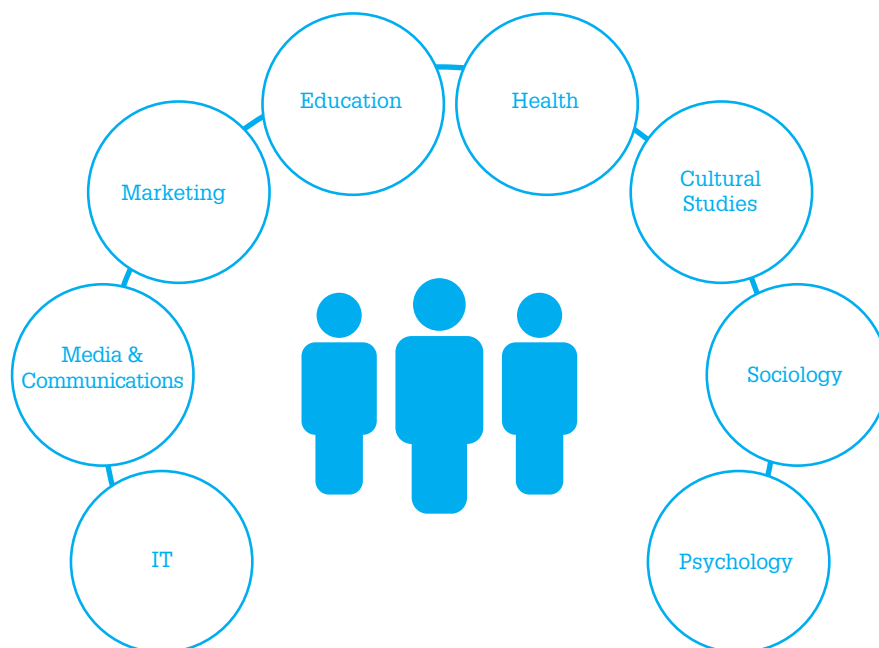 Education
Health
Marketing
Cultural
Studies
Media &
Communications
Sociology
IT
Psychology